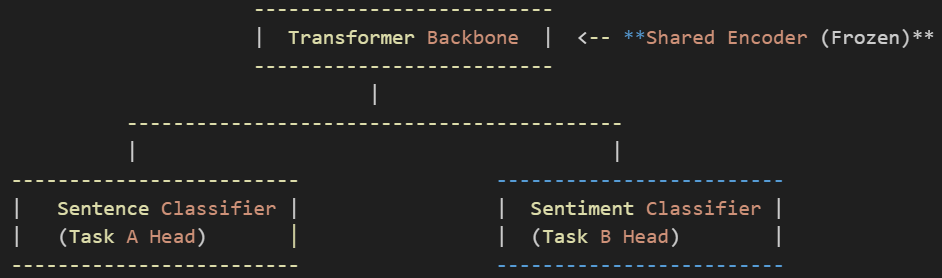 --------------------------
|  Transformer Backbone  |  <-- **Shared Encoder (Frozen)**
--------------------------
|
-------------------------------------------
|                                         |
-------------------------                 -------------------------
|   Sentence Classifier |                 |  Sentiment Classifier |
|   (Task A Head)       |                 |  (Task B Head)        |
-------------------------                 -------------------------